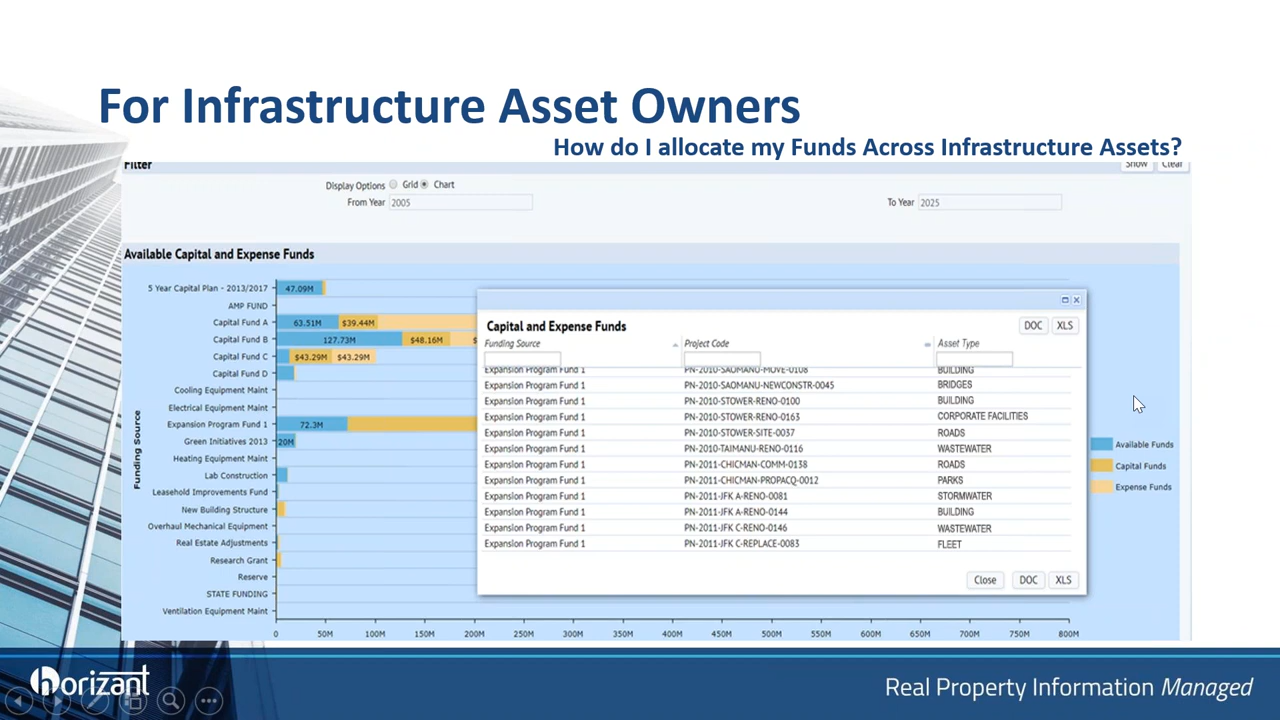 For Infrastructure Asset Owners
How do I allocate my Funds Across Infrastructure Assets?
Filter
Show Clear
Display Options Grid Chart
From Year 2005
To Year 2025
Available Capital and Expense Funds
Funding Source
5 Year Capital Plan - 2013/2017 47.09M
AMP FUND
Capital Fund A 63.51M $39.44M
Capital Fund B 127.73M $48.16M $
Capital Fund C $43.29M $43.29M
Capital Fund D
Cooling Equipment Maint
Electrical Equipment Maint
Expansion Program Fund 1 72.3M
Green Initiatives 2013 20M
Heating Equipment Maint
Lab Construction
Leasehold Improvements Fund
New Building Structure
Overhaul Mechanical Equipment
Real Estate Adjustments
Research Grant
Reserve
STATE FUNDING
Ventilation Equipment Maint
0 50M 100M 150M 200M 250M 300M 350M 400M 450M 500M 550M 600M 650M 700M 750M 800M
Capital and Expense Funds
DOC XLS
Funding Source Project Code Asset Type
Expansion Program Fund 1 PN-2010-SAOMANU-MOVE-0108 BUILDING
Expansion Program Fund 1 PN-2010-SAOMANU-NEWCONSTR-0045 BRIDGES
Expansion Program Fund 1 PN-2010-STOWER-RENO-0100 BUILDING
Expansion Program Fund 1 PN-2010-STOWER-RENO-0163 CORPORATE FACILITIES
Expansion Program Fund 1 PN-2010-STOWER-SITE-0037 ROADS
Expansion Program Fund 1 PN-2010-TAIMANU-RENO-0116 WASTEWATER
Expansion Program Fund 1 PN-2011-CHICMAN-COMM-0138 ROADS
Expansion Program Fund 1 PN-2011-CHICMAN-PROPACQ-0012 PARKS
Expansion Program Fund 1 PN-2011-JFK A-RENO-0081 STORMWATER
Expansion Program Fund 1 PN-2011-JFK A-RENO-0144 BUILDING
Expansion Program Fund 1 PN-2011-JFK C-RENO-0146 WASTEWATER
Expansion Program Fund 1 PN-2011-JFK C-REPLACE-0083 FLEET
Close DOC XLS
Available Funds
Capital Funds
Expense Funds
horizant
Real Property Information Managed